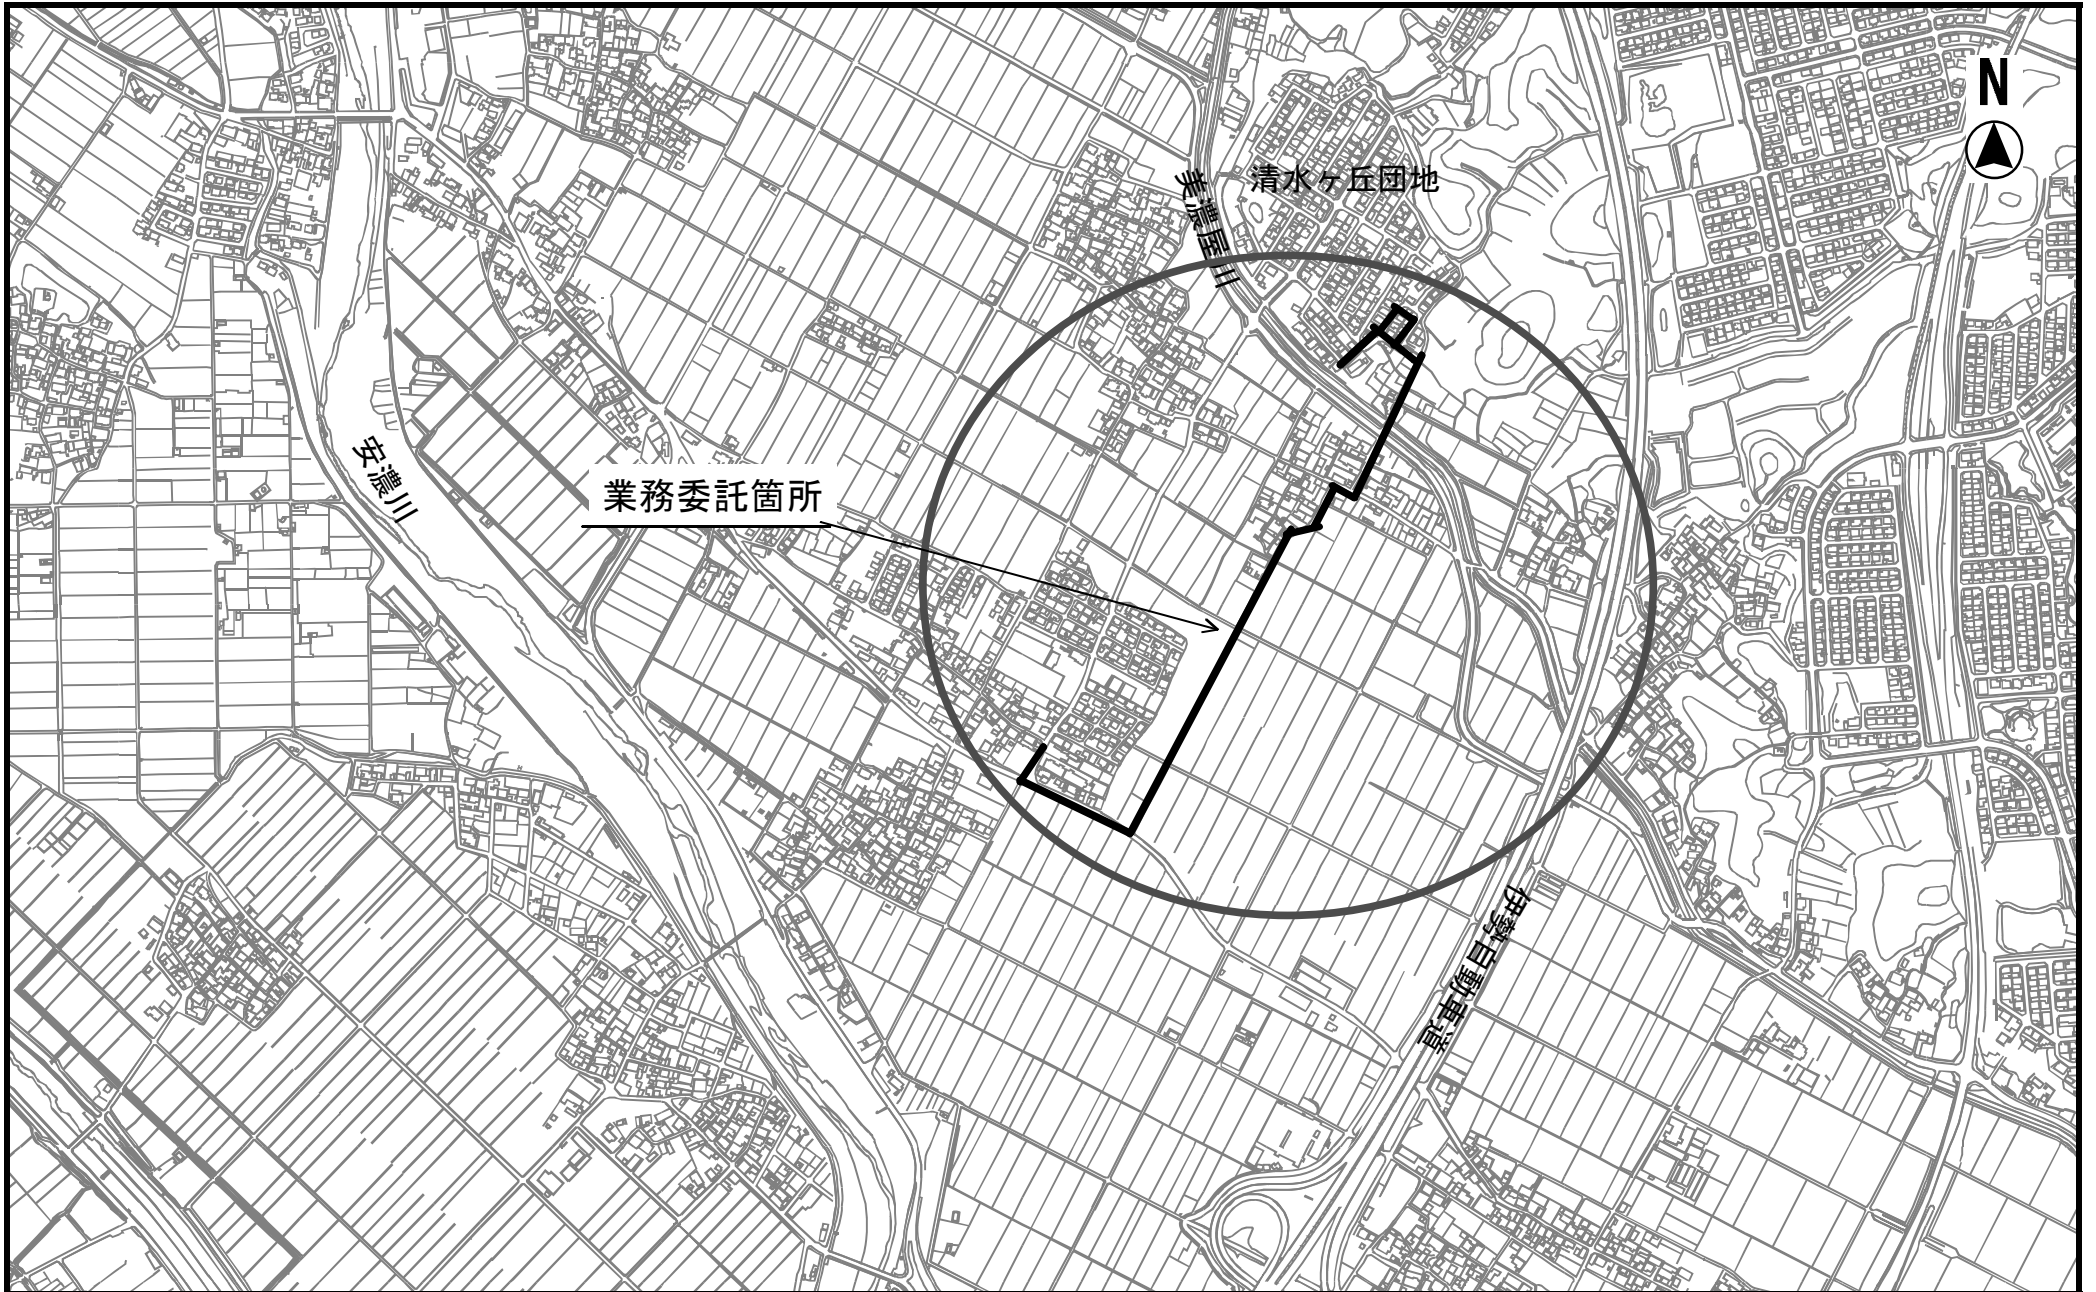 N
清水ヶ丘団地
美濃屋川
安濃川
業務委託箇所
伊勢自動車道